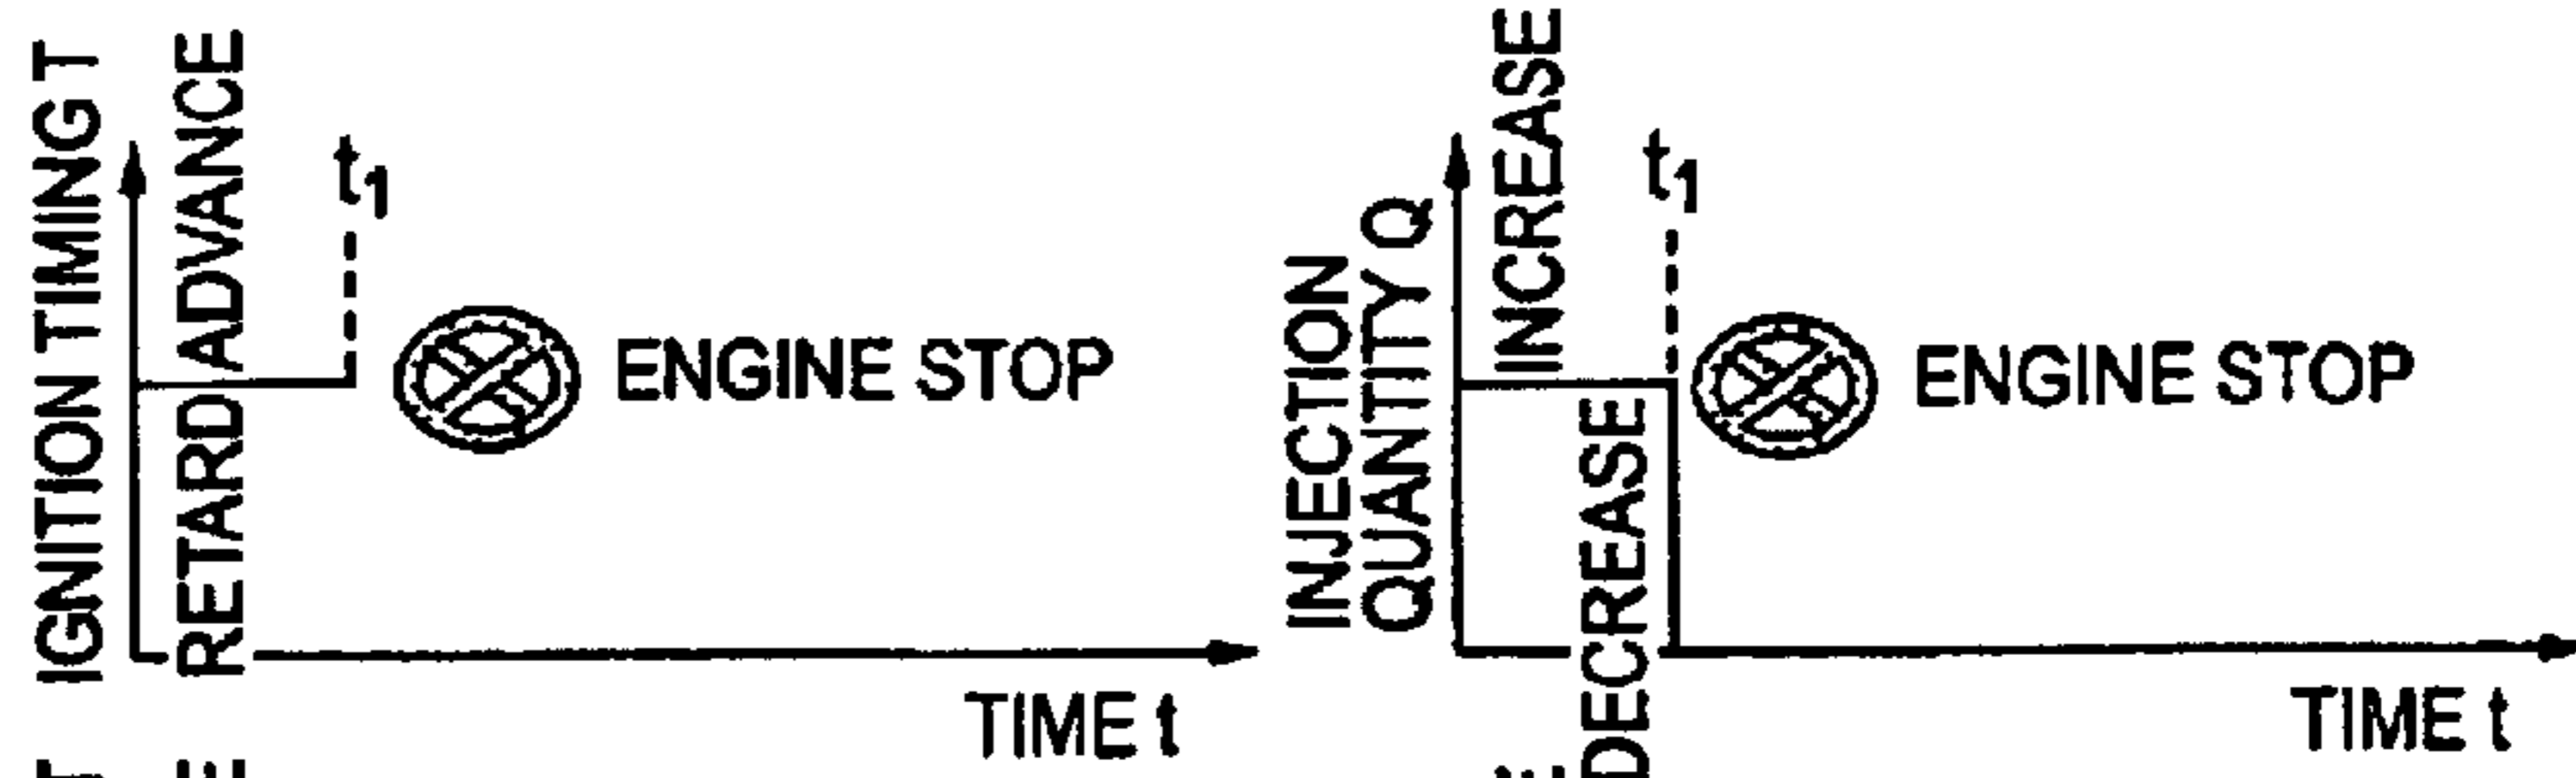 IGNITION TIMING T
RETARD ADVANCE
t1
ENGINE STOP
TIME t
INJECTION
QUANTITY Q
INCREASE
DECREASE
t1
ENGINE STOP
TIME t